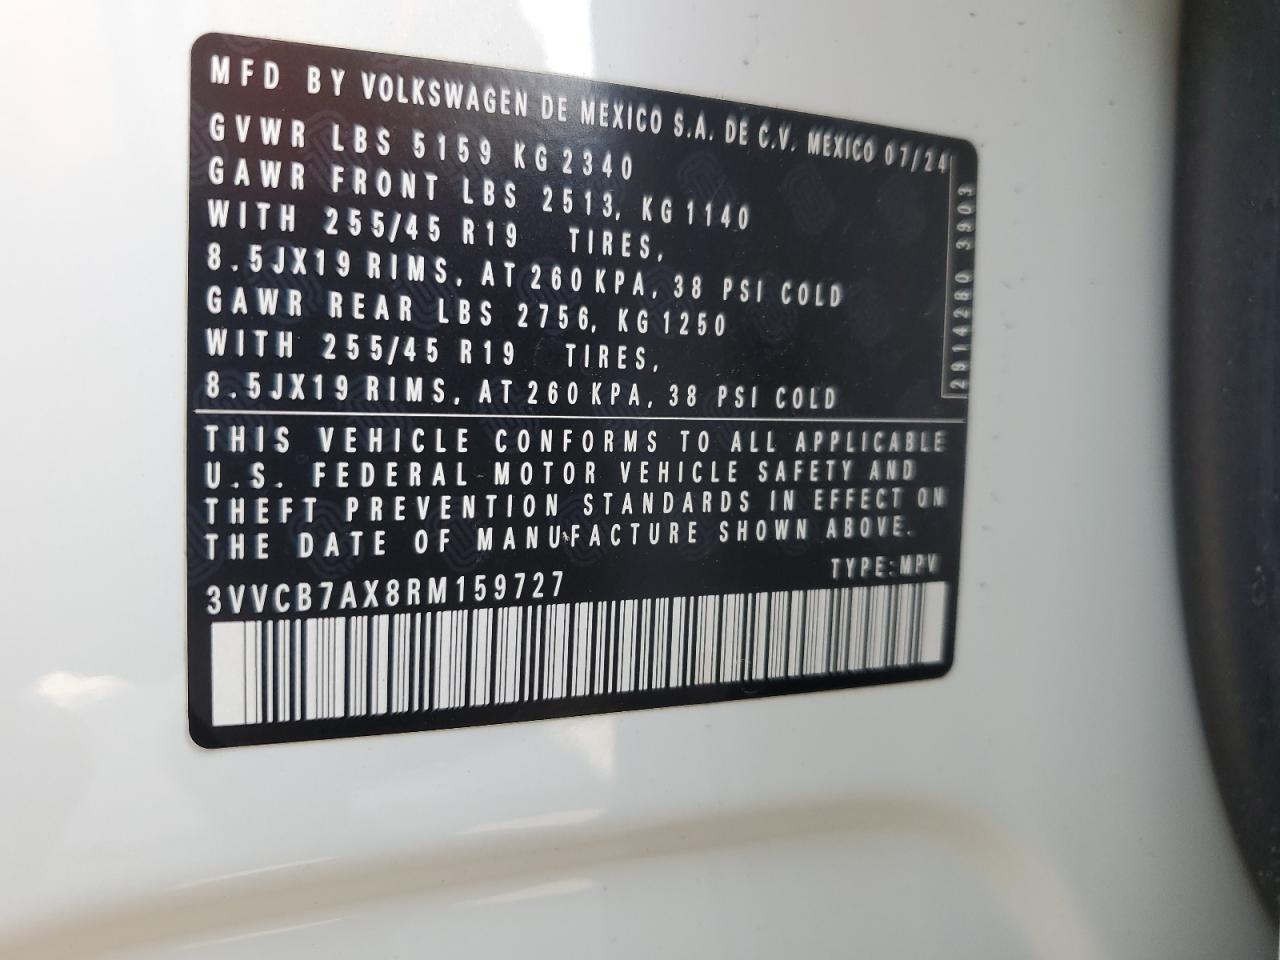 MFD BY VOLKSWAGEN DE MEXICO S.A. DE C.V. MEXICO 07/24
GVWR LBS 5159 KG 2340
GAWR FRONT LBS 2513, KG 1140
WITH 255/45 R19 TIRES,
8.5JX19 RIMS, AT 260 KPA, 38 PSI COLD
GAWR REAR LBS 2756, KG 1250
WITH 255/45 R19 TIRES,
8.5JX19 RIMS, AT 260 KPA, 38 PSI COLD
2914280 3903
THIS VEHICLE CONFORMS TO ALL APPLICABLE
U.S. FEDERAL MOTOR VEHICLE SAFETY AND
THEFT PREVENTION STANDARDS IN EFFECT ON
THE DATE OF MANUFACTURE SHOWN ABOVE.
3VVCB7AX8RM159727 TYPE:MPV